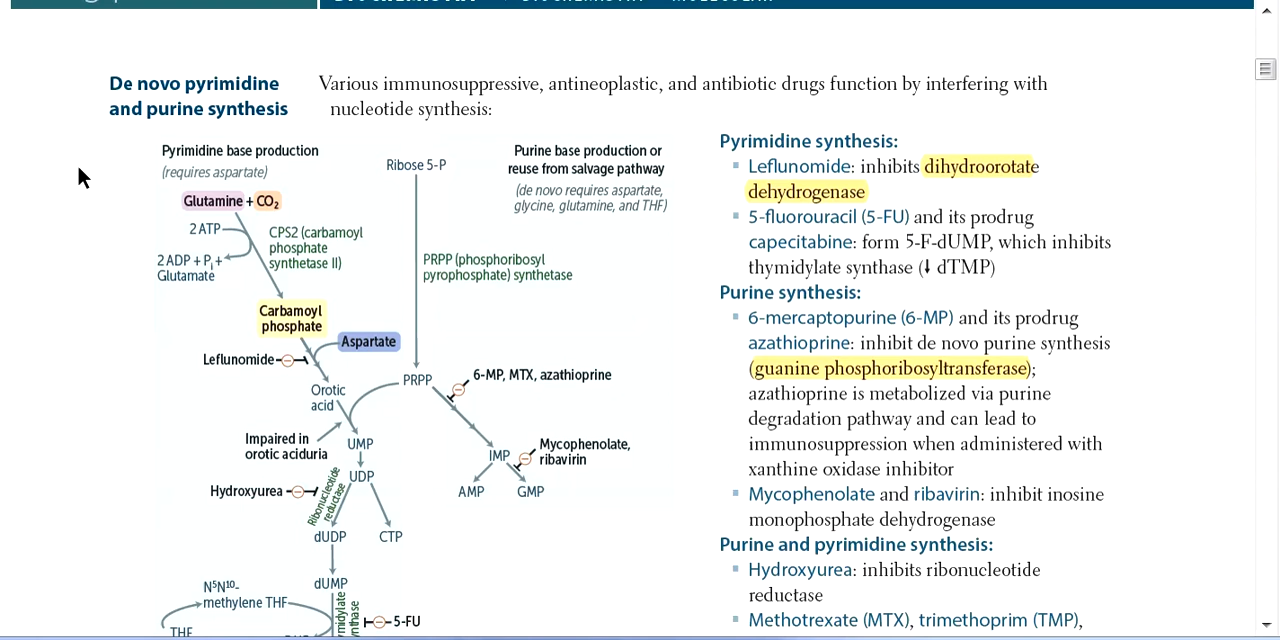 De novo pyrimidine
and purine synthesis
Various immunosuppressive, antineoplastic, and antibiotic drugs function by interfering with
nucleotide synthesis:
Pyrimidine base production
(requires aspartate)
Glutamine + CO₂
2 ATP
2 ADP + Pᵢ +
Glutamate
CPS2 (carbamoyl
phosphate
synthetase II)
Carbamoyl
phosphate
Aspartate
Leflunomide
Orotic
acid
Impaired in
orotic aciduria
UMP
UDP
Hydroxyurea
Ribonucleotide
reductase
dUDP
CTP
dUMP
N⁵N¹⁰-
methylene THF
THF
5-FU
Ribose 5-P
PRPP (phosphoribosyl
pyrophosphate) synthetase
PRPP
Purine base production or
reuse from salvage pathway
(de novo requires aspartate,
glycine, glutamine, and THF)
6-MP, MTX, azathioprine
IMP
Mycophenolate,
ribavirin
AMP
GMP
Pyrimidine synthesis:
▪ Leflunomide: inhibits dihydroorotate
dehydrogenase
▪ 5-fluorouracil (5-FU) and its prodrug
capecitabine: form 5-F-dUMP, which inhibits
thymidylate synthase (⬇ dTMP)
Purine synthesis:
▪ 6-mercaptopurine (6-MP) and its prodrug
azathioprine: inhibit de novo purine synthesis
(guanine phosphoribosyltransferase);
azathioprine is metabolized via purine
degradation pathway and can lead to
immunosuppression when administered with
xanthine oxidase inhibitor
▪ Mycophenolate and ribavirin: inhibit inosine
monophosphate dehydrogenase
Purine and pyrimidine synthesis:
▪ Hydroxyurea: inhibits ribonucleotide
reductase
▪ Methotrexate (MTX), trimethoprim (TMP),